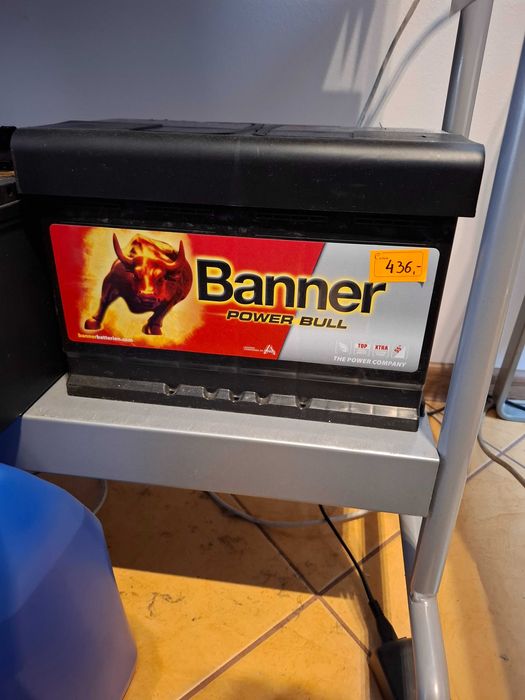 Cena
436,-
Banner
POWER BULL
bannerbatterien.com
TOP
XTRA
THE POWER COMPANY